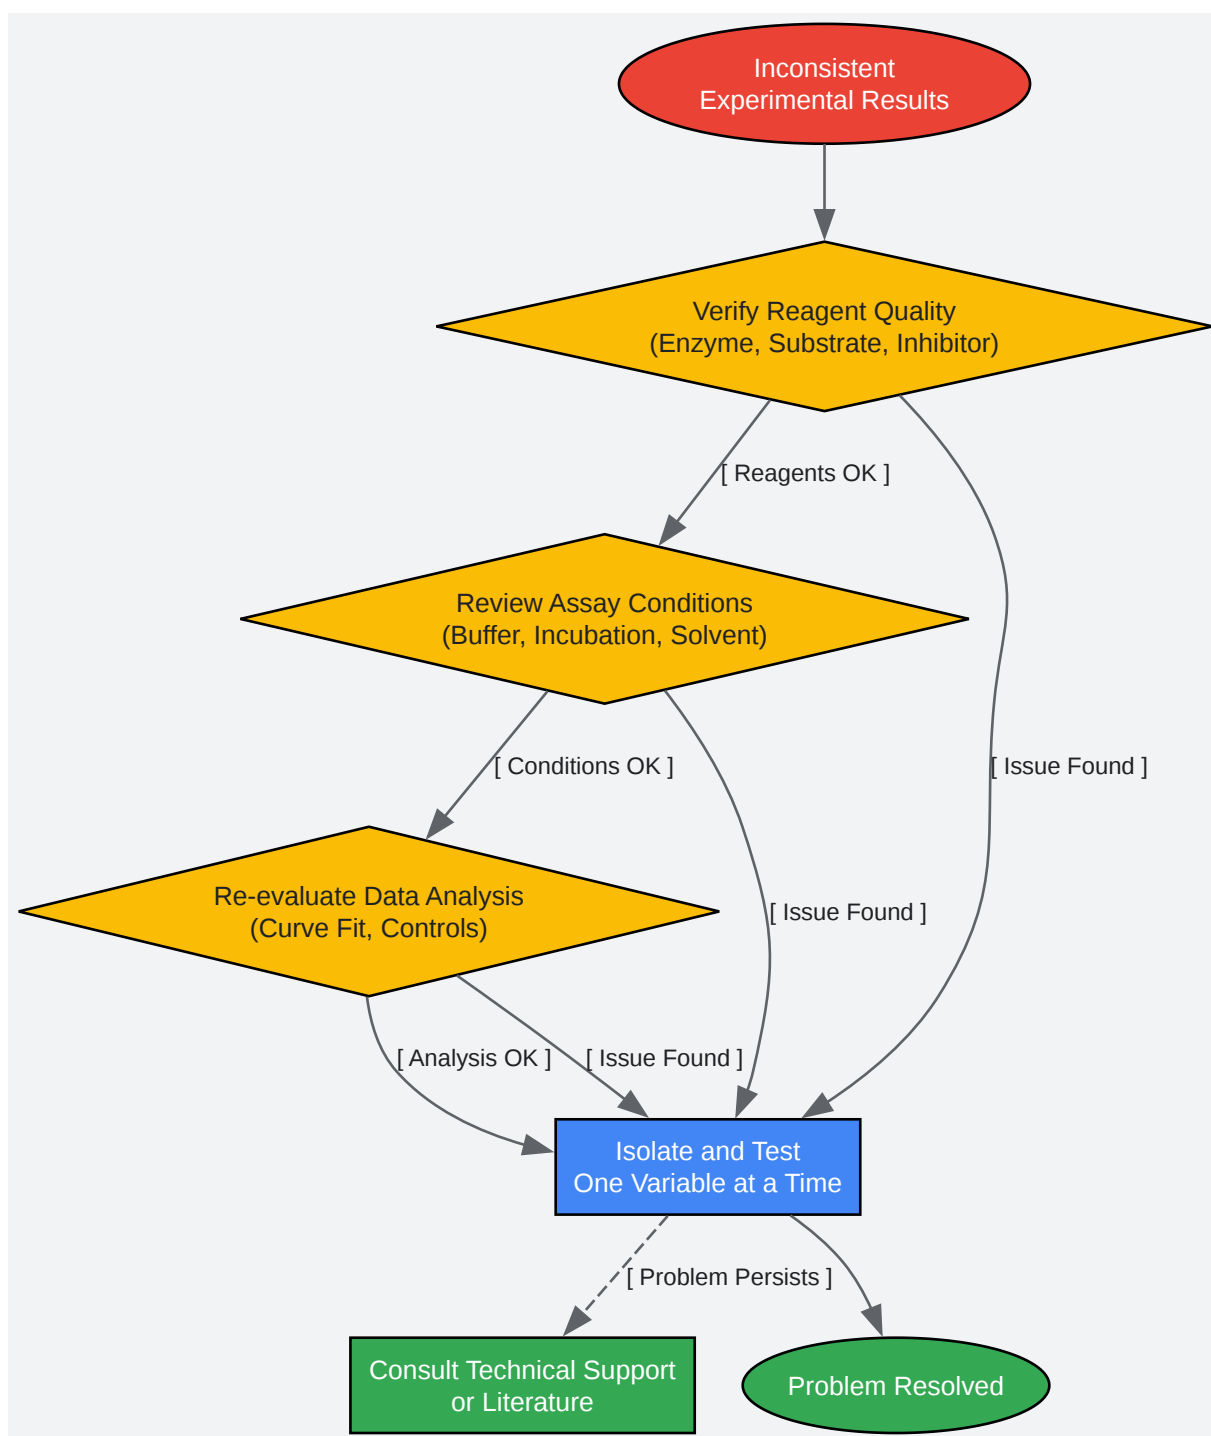 Inconsistent
Experimental Results
Verify Reagent Quality
(Enzyme, Substrate, Inhibitor)
[ Reagents OK ]
Review Assay Conditions
(Buffer, Incubation, Solvent)
[ Conditions OK ]
[ Issue Found ]
Re-evaluate Data Analysis
(Curve Fit, Controls)
[ Issue Found ]
[ Analysis OK ]
[ Issue Found ]
Isolate and Test
One Variable at a Time
[ Problem Persists ]
Consult Technical Support
or Literature
Problem Resolved